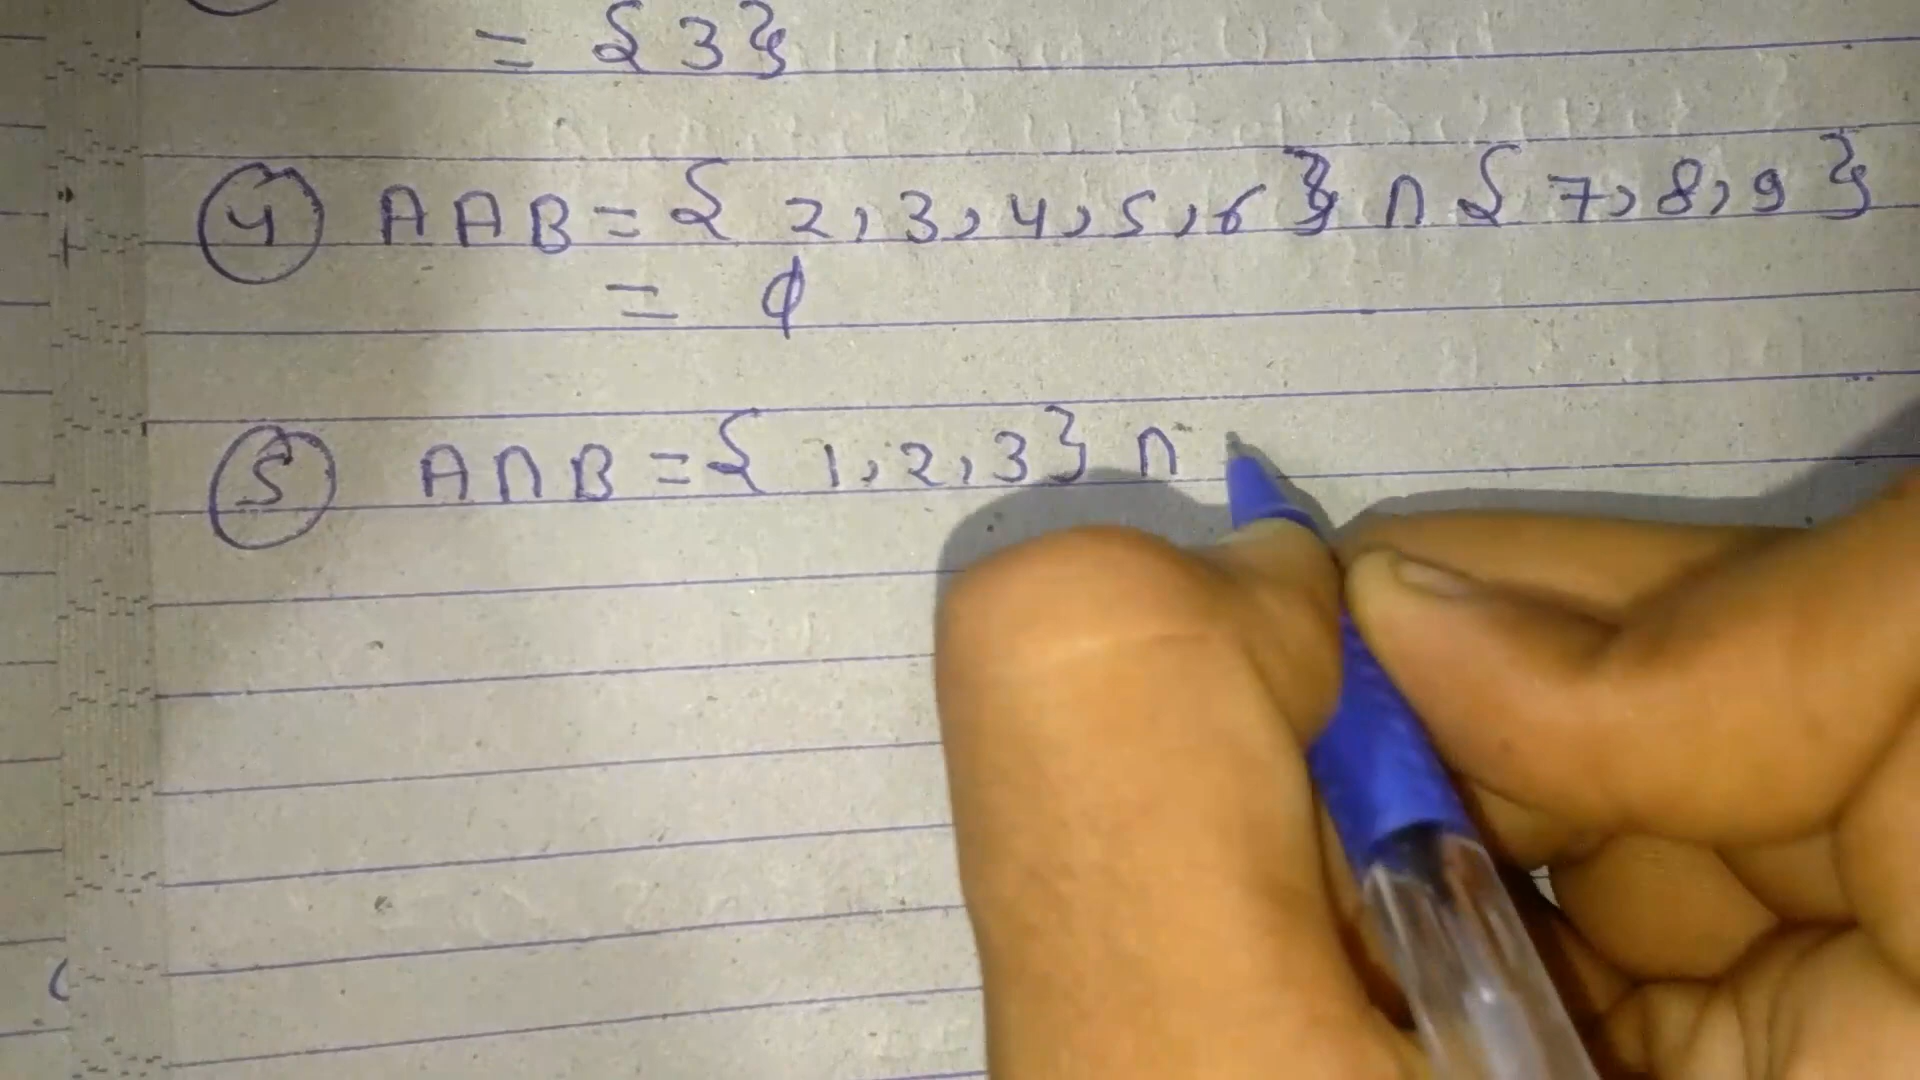 = {3}
④ A A B = { 2, 3, 4, 5, 6 } ∩ { 7, 8, 9 }
= ϕ
⑤ A ∩ B = { 1, 2, 3 } ∩